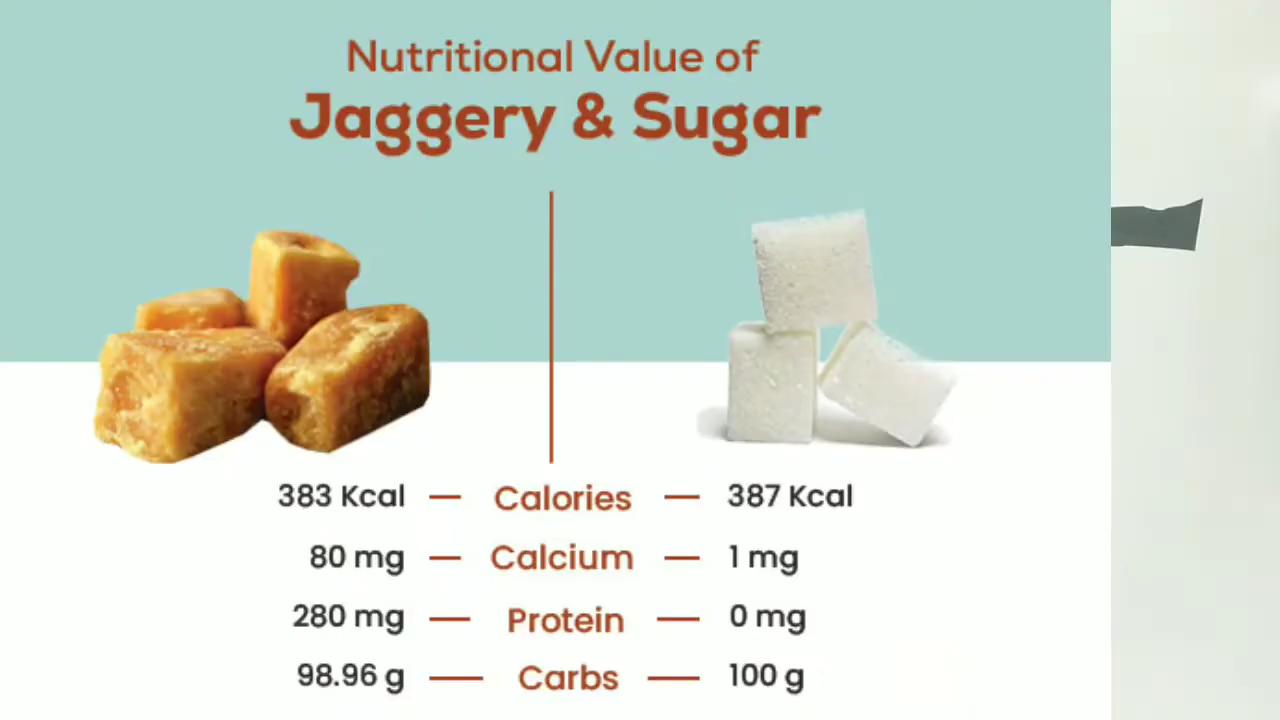 Nutritional Value of
Jaggery & Sugar
383 Kcal — Calories — 387 Kcal
80 mg — Calcium — 1 mg
280 mg — Protein — 0 mg
98.96 g — Carbs — 100 g